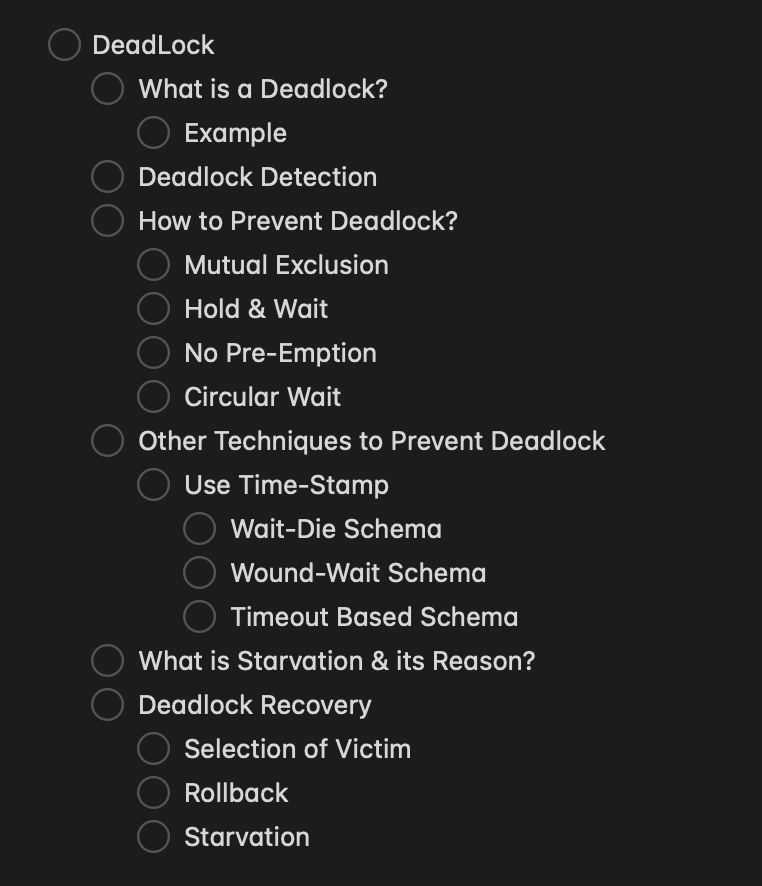 DeadLock
What is a Deadlock?
Example
Deadlock Detection
How to Prevent Deadlock?
Mutual Exclusion
Hold & Wait
No Pre-Emption
Circular Wait
Other Techniques to Prevent Deadlock
Use Time-Stamp
Wait-Die Schema
Wound-Wait Schema
Timeout Based Schema
What is Starvation & its Reason?
Deadlock Recovery
Selection of Victim
Rollback
Starvation